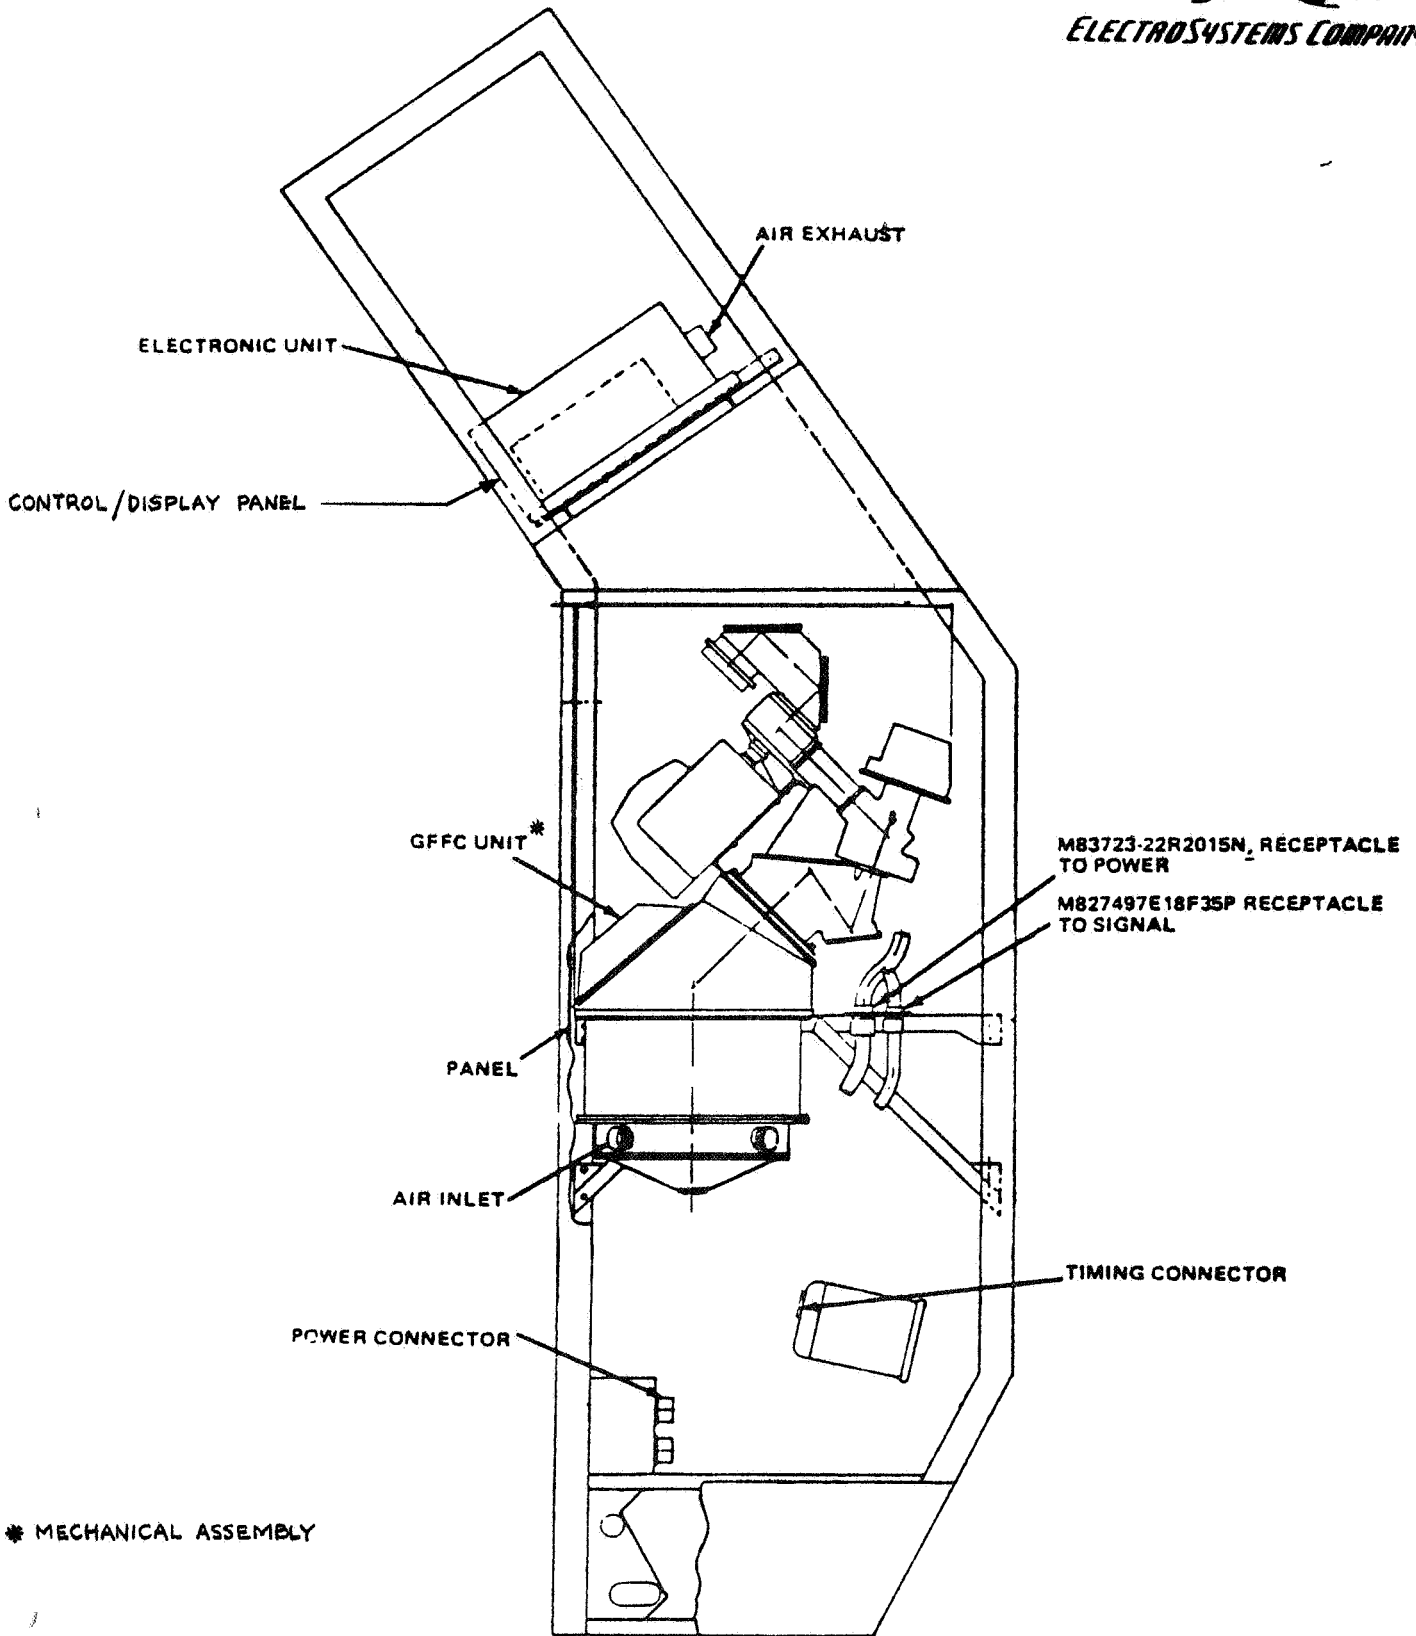 ELECTROSYSTEMS
AIR EXHAUST
ELECTRONIC UNIT
CONTROL/DISPLAY PANEL
GFFC UNIT*
M83723-22R2015N, RECEPTACLE
TO POWER
M827497E18F35P RECEPTACLE
TO SIGNAL
PANEL
AIR INLET
TIMING CONNECTOR
POWER CONNECTOR
* MECHANICAL ASSEMBLY